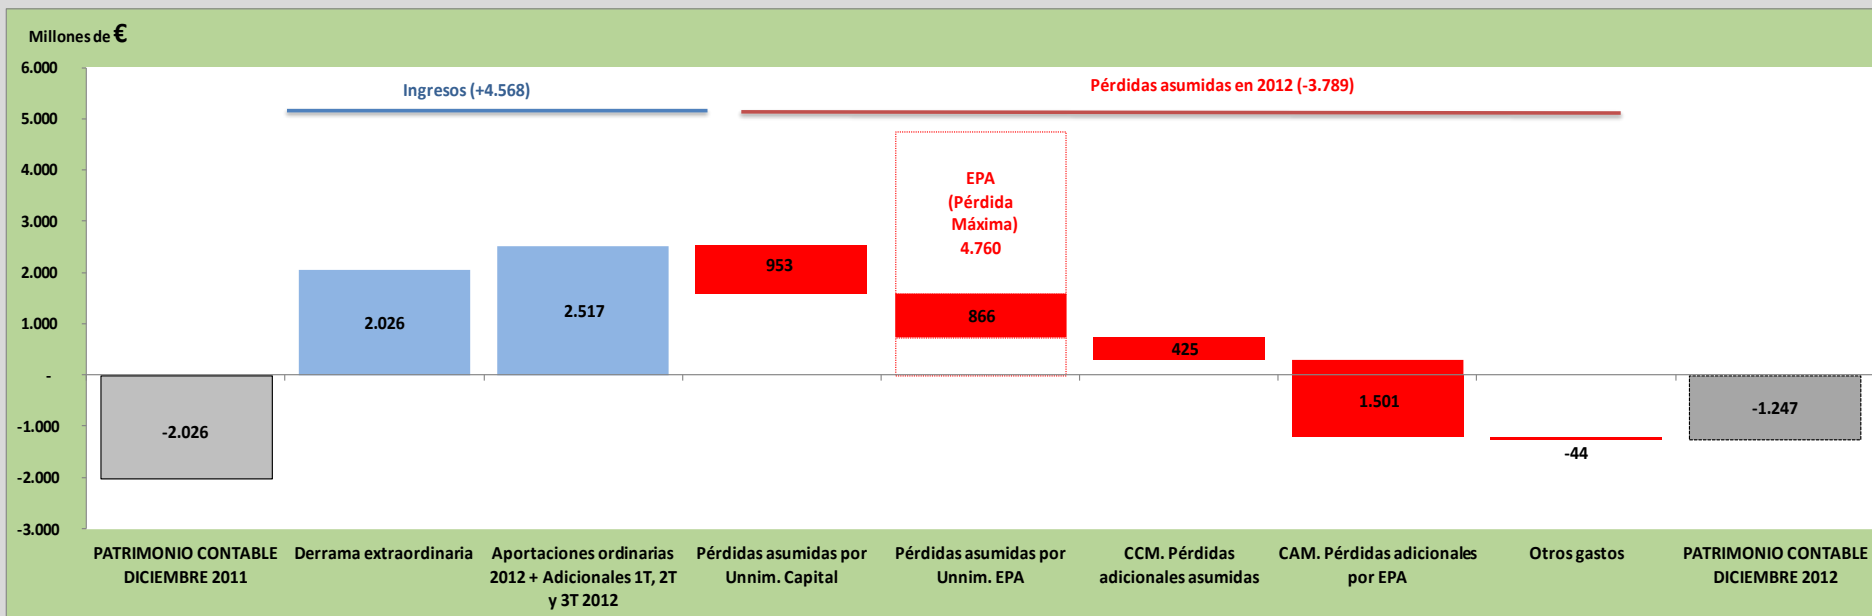 Millones de €
6.000
5.000
4.000
3.000
2.000
1.000
-
-1.000
-2.000
-3.000
Ingresos (+4.568)
Pérdidas asumidas en 2012 (-3.789)
-2.026
2.026
2.517
953
EPA
(Pérdida
Máxima)
4.760
866
425
1.501
-44
-1.247
PATRIMONIO CONTABLE
DICIEMBRE 2011
Derrama extraordinaria
Aportaciones ordinarias
2012 + Adicionales 1T, 2T
y 3T 2012
Pérdidas asumidas por
Unnim. Capital
Pérdidas asumidas por
Unnim. EPA
CCM. Pérdidas
adicionales asumidas
CAM. Pérdidas adicionales
por EPA
Otros gastos
PATRIMONIO CONTABLE
DICIEMBRE 2012